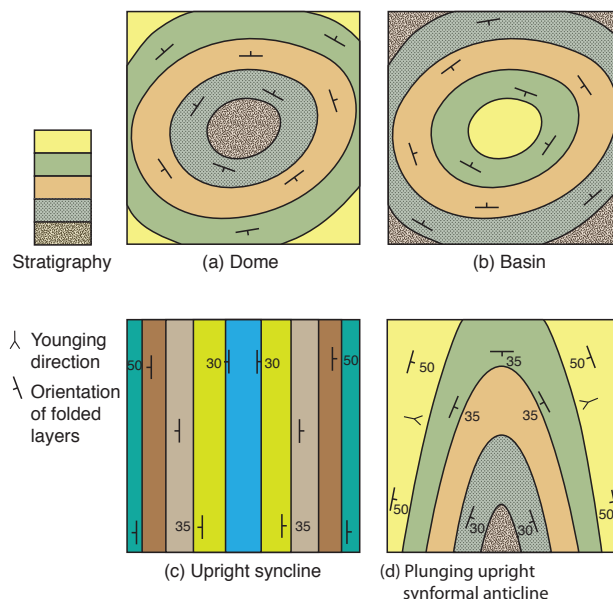 Stratigraphy
(a) Dome
(b) Basin
Younging
direction
Orientation
of folded
layers
50
30
30
50
35
35
(c) Upright syncline
50
35
50
35
35
50
30
30
50
(d) Plunging upright
synformal anticline